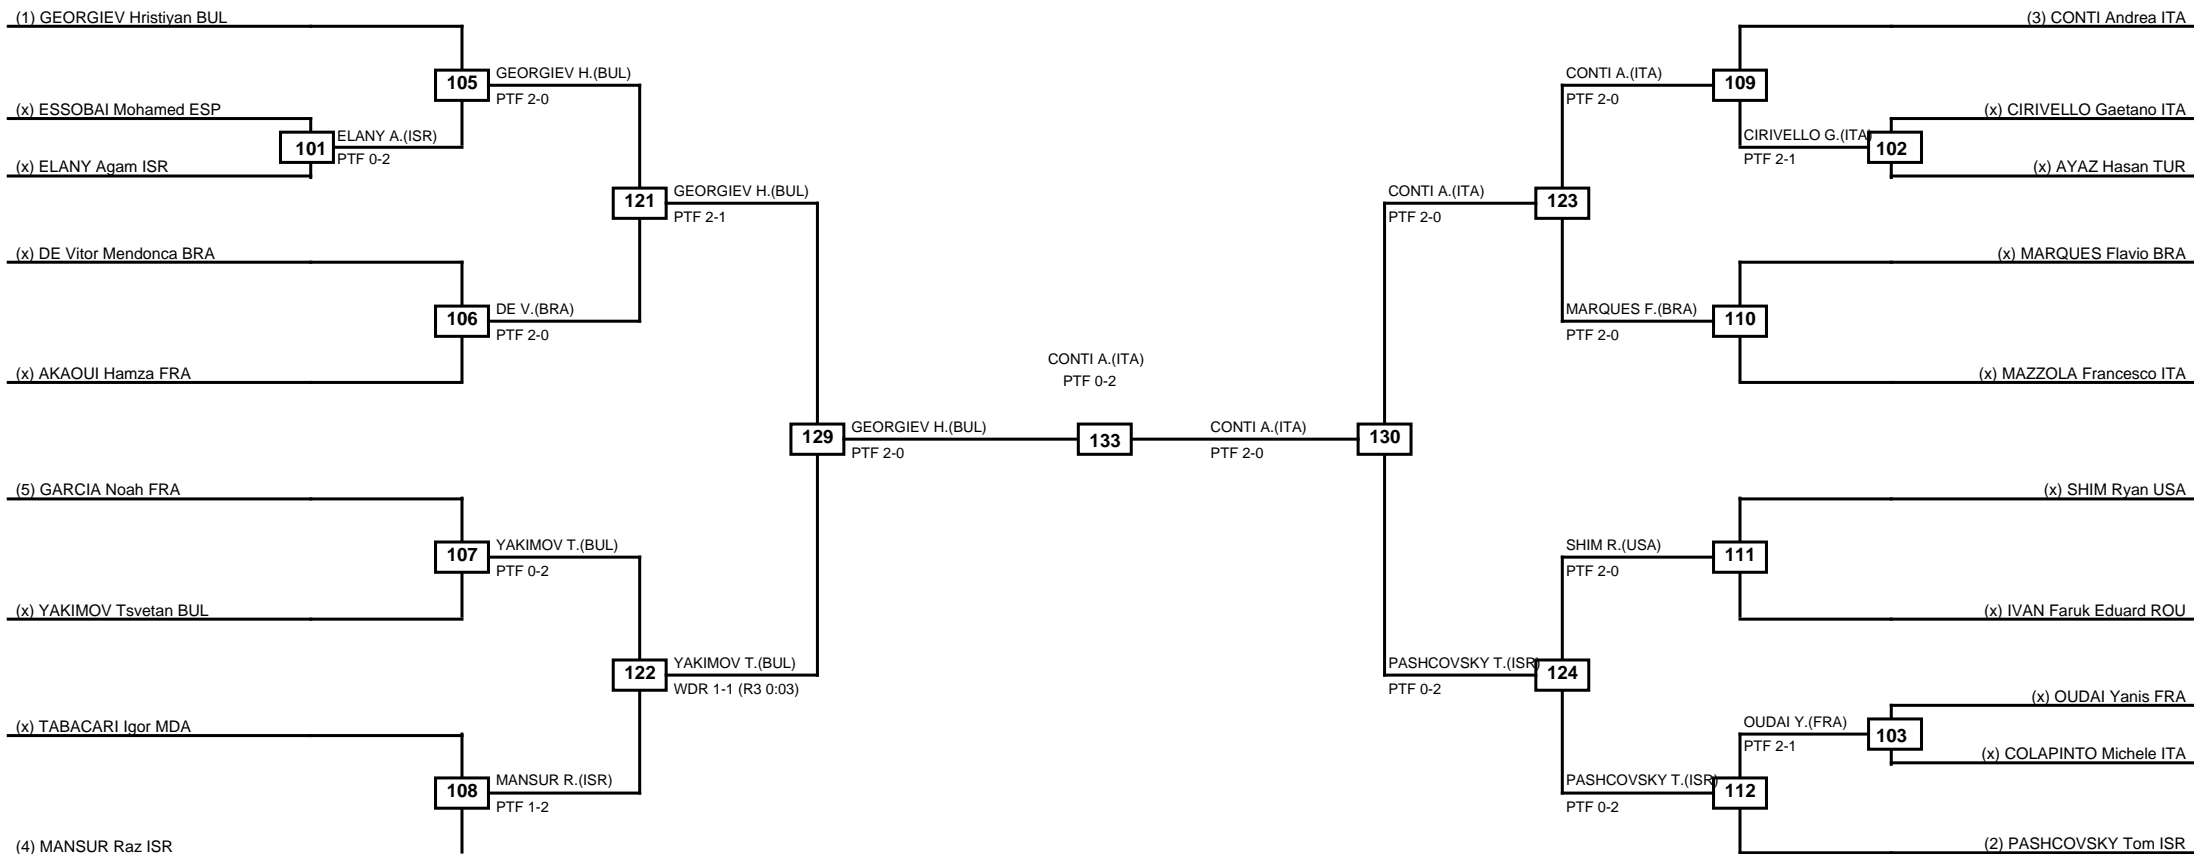 (1) GEORGIEV Hristiyan BUL
(x) ESSOBAI Mohamed ESP
(x) ELANY Agam ISR
(x) DE Vitor Mendonca BRA
(x) AKAOUI Hamza FRA
(5) GARCIA Noah FRA
(x) YAKIMOV Tsvetan BUL
(x) TABACARI Igor MDA
(4) MANSUR Raz ISR
101
ELANY A.(ISR)
PTF 0-2
105
GEORGIEV H.(BUL)
PTF 2-0
106
DE V.(BRA)
PTF 2-0
107
YAKIMOV T.(BUL)
PTF 0-2
108
MANSUR R.(ISR)
PTF 1-2
121
GEORGIEV H.(BUL)
PTF 2-1
122
YAKIMOV T.(BUL)
WDR 1-1 (R3 0:03)
129
GEORGIEV H.(BUL)
PTF 2-0
CONTI A.(ITA)
PTF 0-2
133
CONTI A.(ITA)
PTF 2-0
130
CONTI A.(ITA)
PTF 2-0
123
PASHCOVSKY T.(ISR)
PTF 0-2
124
CONTI A.(ITA)
PTF 2-0
109
MARQUES F.(BRA)
PTF 2-0
110
SHIM R.(USA)
PTF 2-0
111
PASHCOVSKY T.(ISR)
PTF 0-2
112
CIRIVELLO G.(ITA)
PTF 2-1
102
OUDAI Y.(FRA)
PTF 2-1
103
(3) CONTI Andrea ITA
(x) CIRIVELLO Gaetano ITA
(x) AYAZ Hasan TUR
(x) MARQUES Flavio BRA
(x) MAZZOLA Francesco ITA
(x) SHIM Ryan USA
(x) IVAN Faruk Eduard ROU
(x) OUDAI Yanis FRA
(x) COLAPINTO Michele ITA
(2) PASHCOVSKY Tom ISR